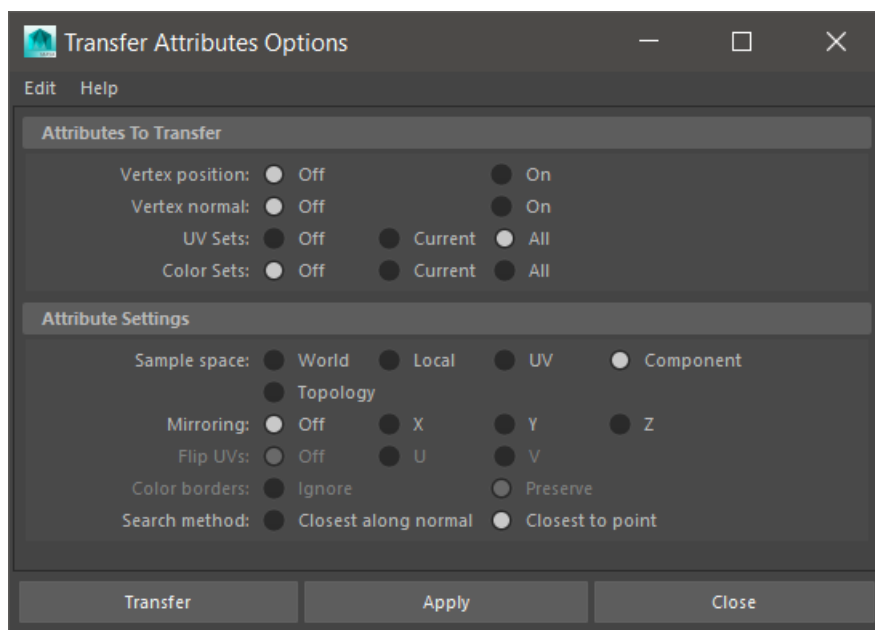 Transfer Attributes Options
Edit Help
Attributes To Transfer
Vertex position: Off On
Vertex normal: Off On
UV Sets: Off Current All
Color Sets: Off Current All
Attribute Settings
Sample space: World Local UV Component
Topology
Mirroring: Off X Y Z
Flip UVs: Off U V
Color borders: Ignore Preserve
Search method: Closest along normal Closest to point
Transfer Apply Close